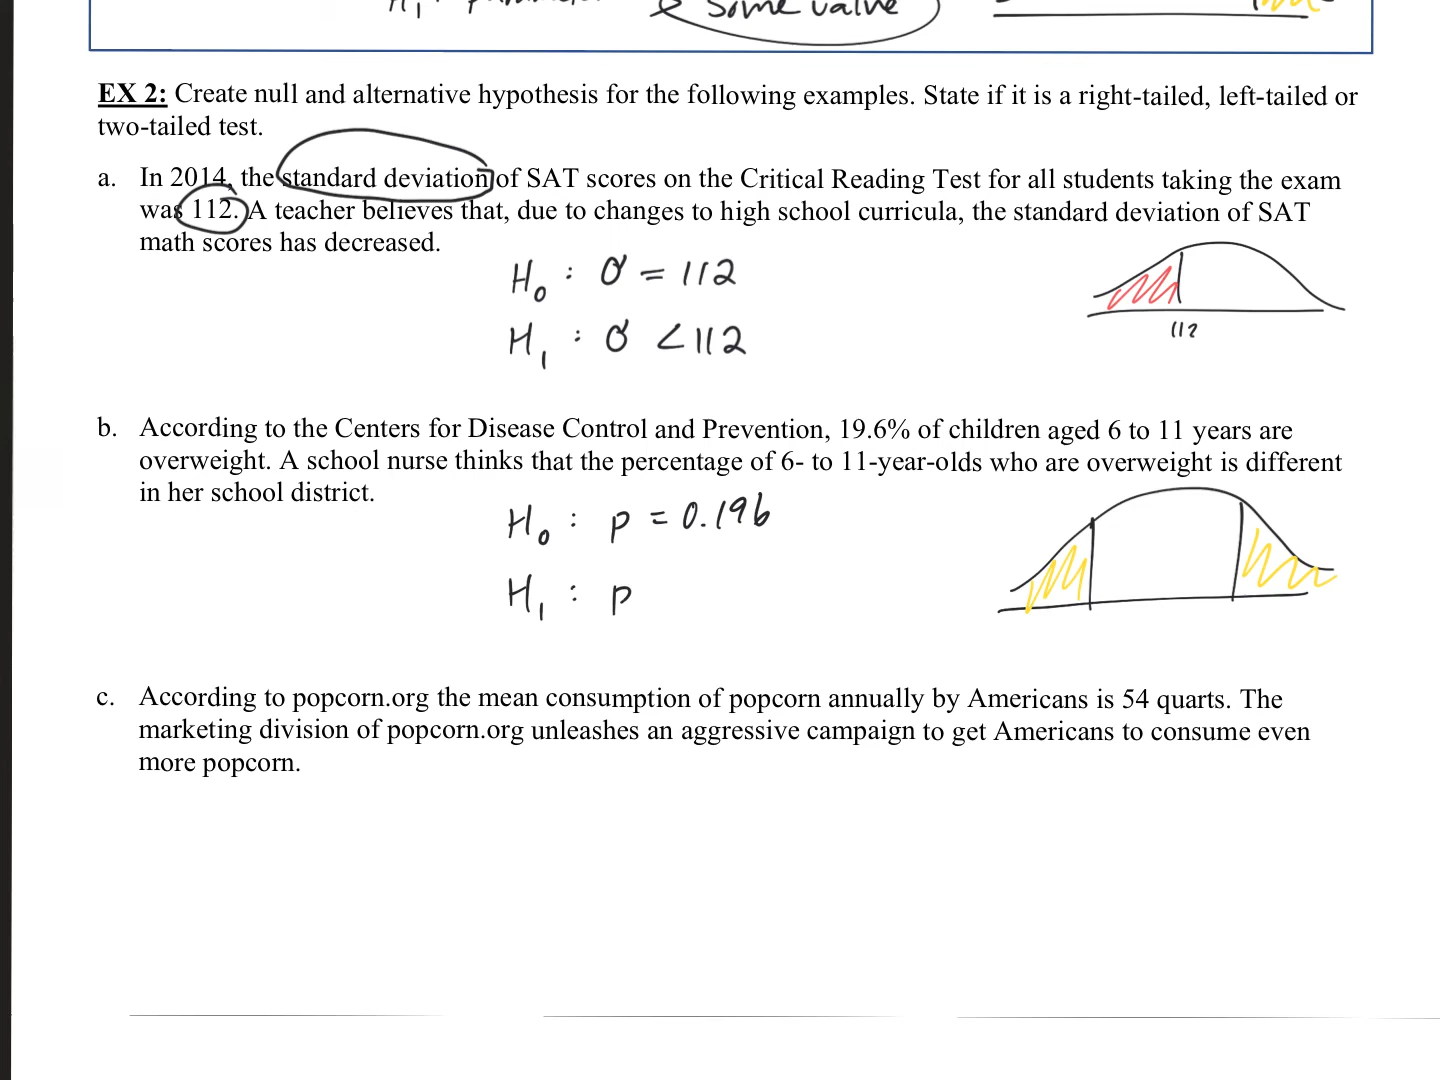 H₁ : some value
EX 2: Create null and alternative hypothesis for the following examples. State if it is a right-tailed, left-tailed or
two-tailed test.
a. In 2014, the standard deviation of SAT scores on the Critical Reading Test for all students taking the exam
was 112. A teacher believes that, due to changes to high school curricula, the standard deviation of SAT
math scores has decreased.
H₀ : σ = 112
H₁ : σ < 112
112
b. According to the Centers for Disease Control and Prevention, 19.6% of children aged 6 to 11 years are
overweight. A school nurse thinks that the percentage of 6- to 11-year-olds who are overweight is different
in her school district.
H₀ : p = 0.196
H₁ : p
c. According to popcorn.org the mean consumption of popcorn annually by Americans is 54 quarts. The
marketing division of popcorn.org unleashes an aggressive campaign to get Americans to consume even
more popcorn.